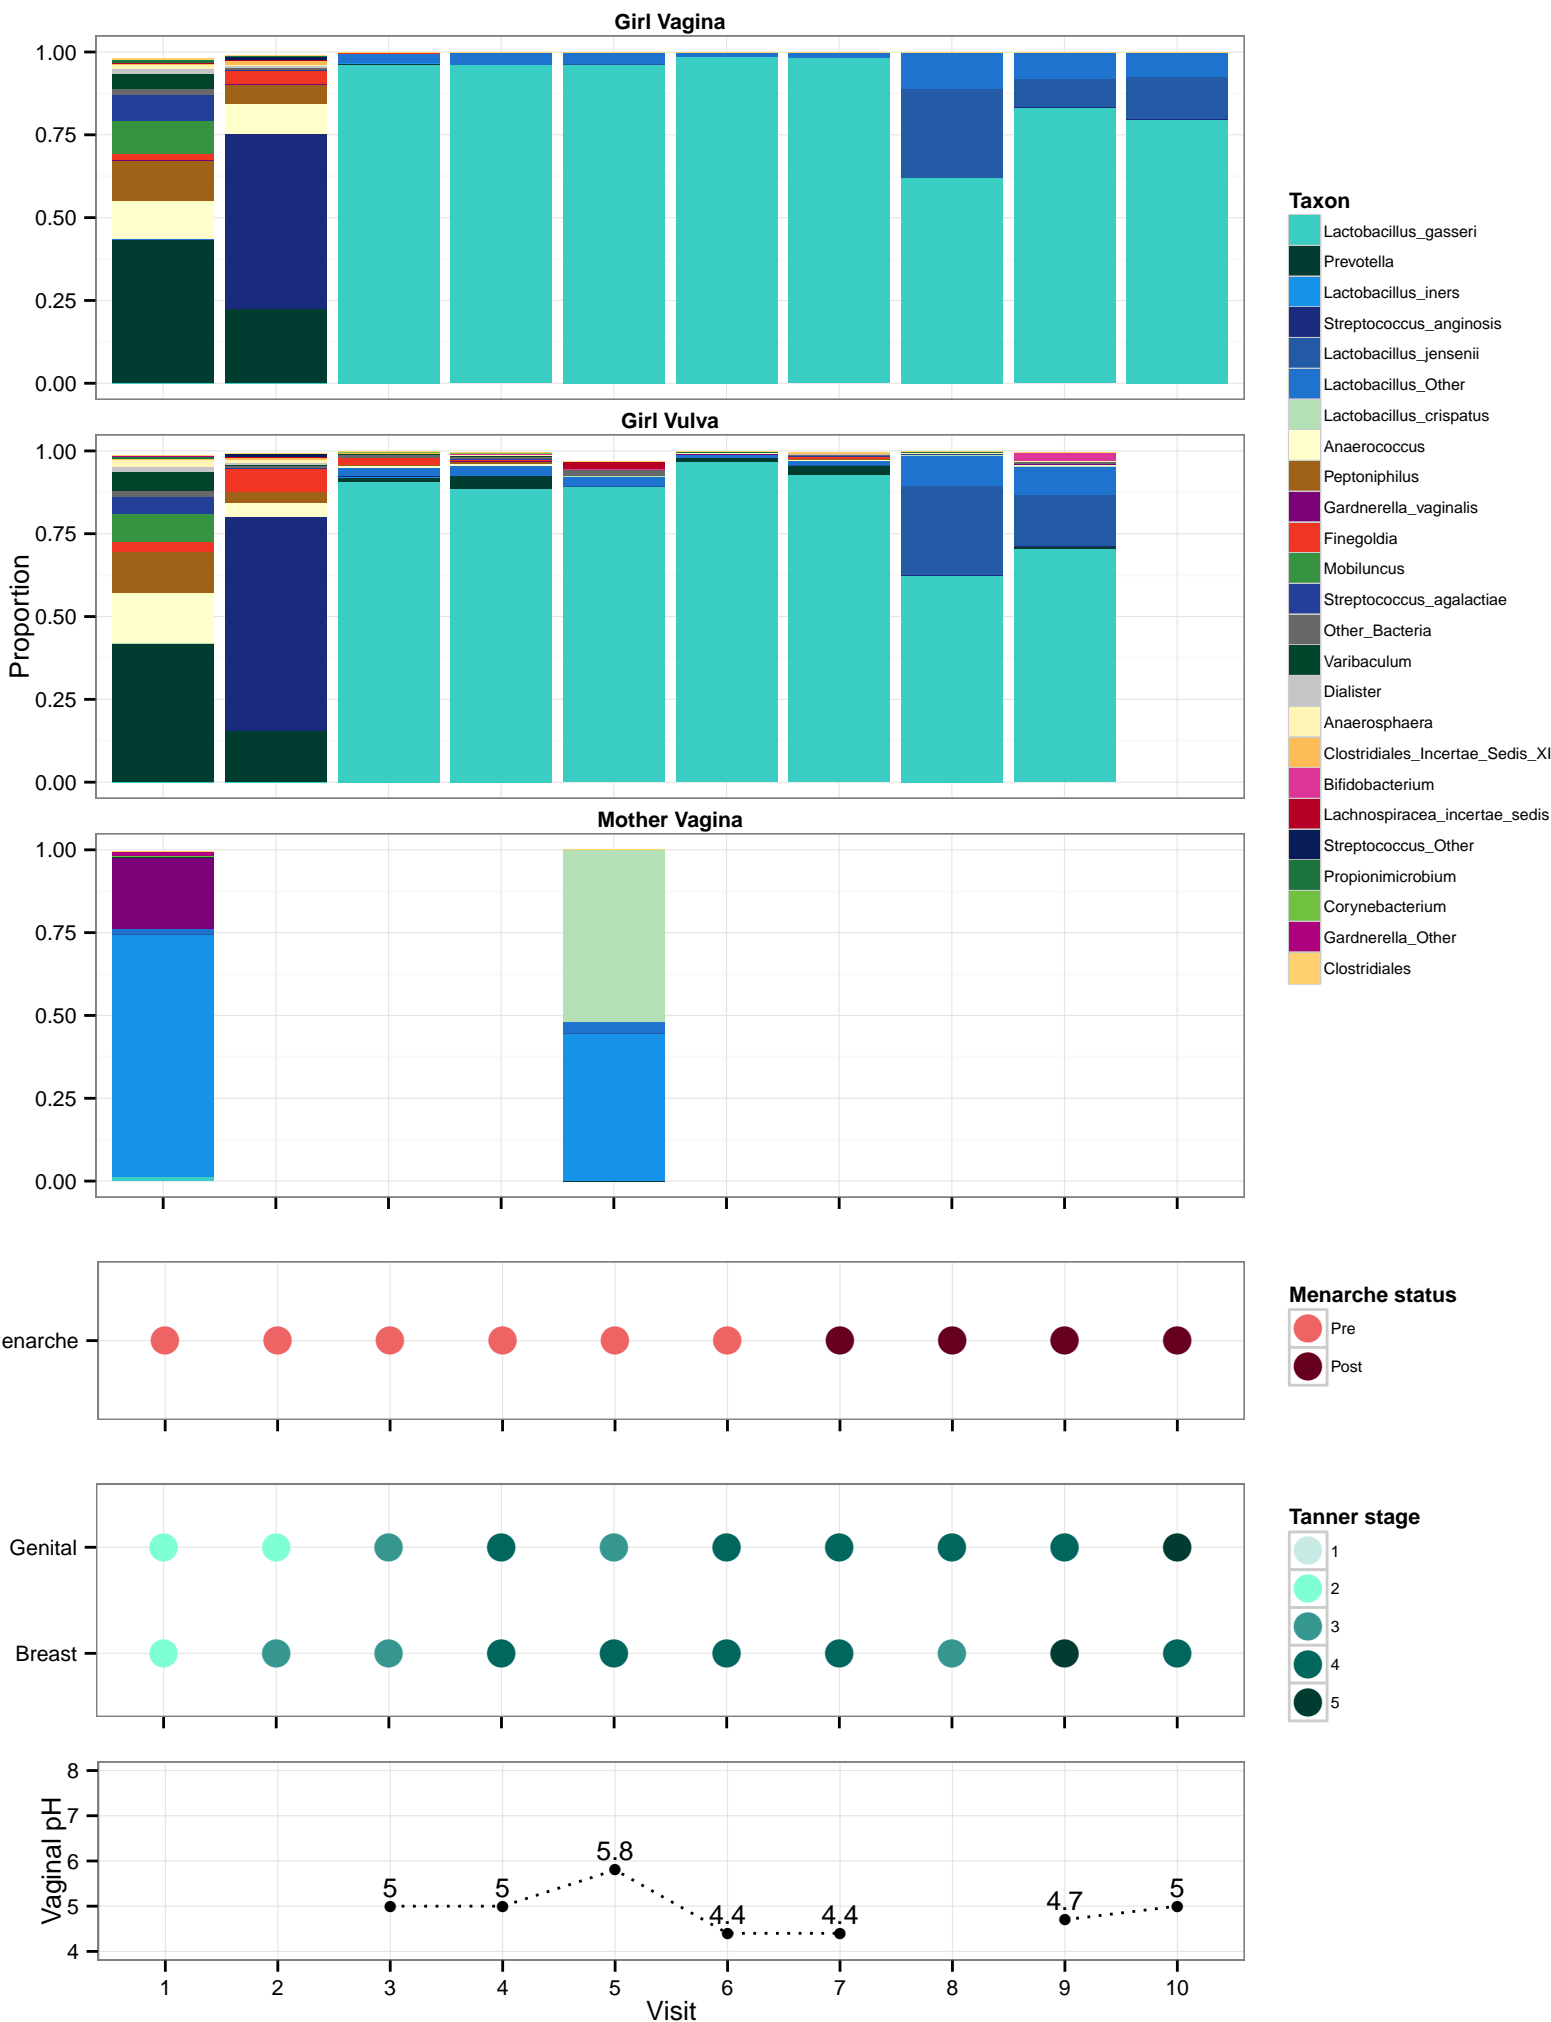 Girl Vagina
1.00
0.75
0.50
0.25
0.00
Girl Vulva
1.00
0.75
0.50
0.25
0.00
Proportion
Mother Vagina
1.00
0.75
0.50
0.25
0.00
Taxon
Lactobacillus_gasseri
Prevotella
Lactobacillus_iners
Streptococcus_anginosis
Lactobacillus_jensenii
Lactobacillus_Other
Lactobacillus_crispatus
Anaerococcus
Peptoniphilus
Gardnerella_vaginalis
Finegoldia
Mobiluncus
Streptococcus_agalactiae
Other_Bacteria
Varibaculum
Dialister
Anaerosphaera
Clostridiales_Incertae_Sedis_XI
Bifidobacterium
Lachnospiracea_incertae_sedis
Streptococcus_Other
Propionimicrobium
Corynebacterium
Gardnerella_Other
Clostridiales
enarche
Menarche status
Pre
Post
Genital
Breast
Tanner stage
1
2
3
4
5
Vaginal pH
8
7
6
5
4
5
5
5.8
4.4
4.4
4.7
5
1 2 3 4 5 6 7 8 9 10
Visit